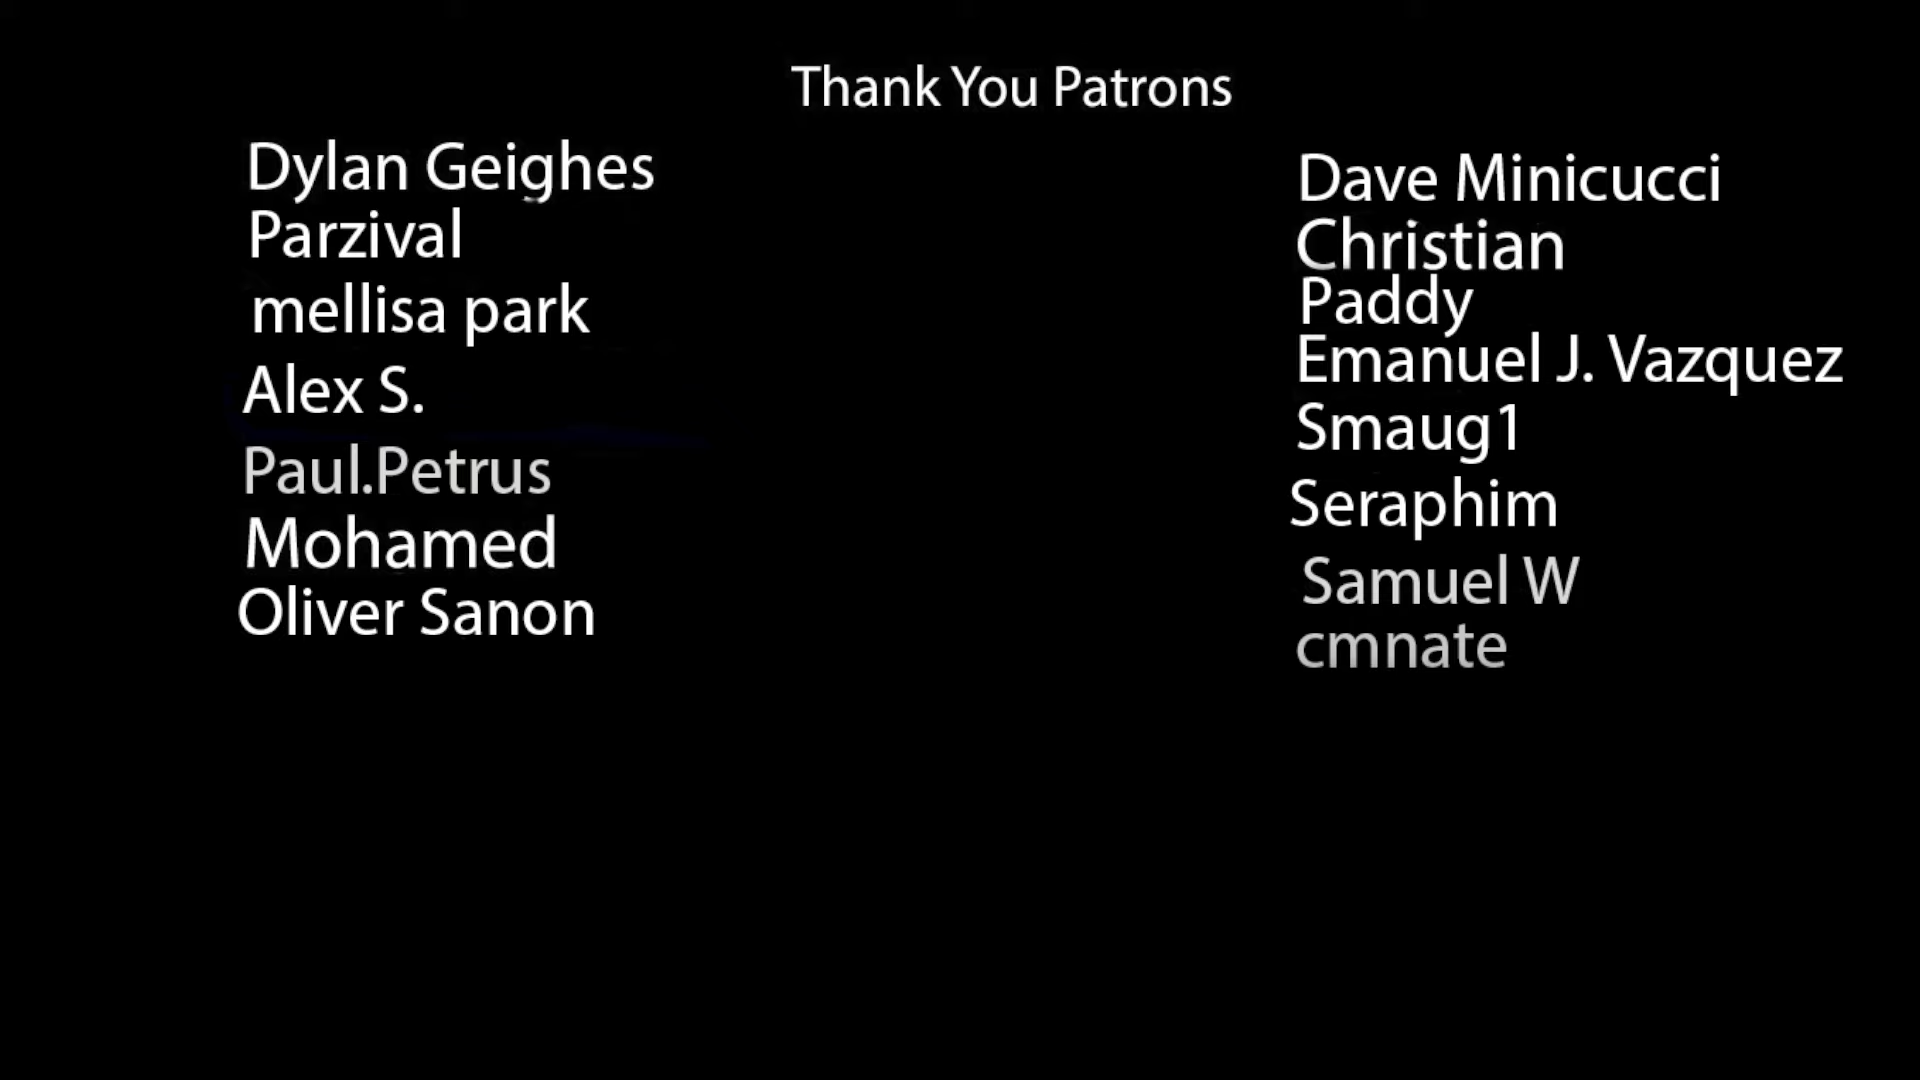 Thank You Patrons
Dylan Geighes
Parzival
mellisa park
Alex S.
Paul.Petrus
Mohamed
Oliver Sanon
Dave Minicucci
Christian
Paddy
Emanuel J. Vazquez
Smaug1
Seraphim
Samuel W
cmnate